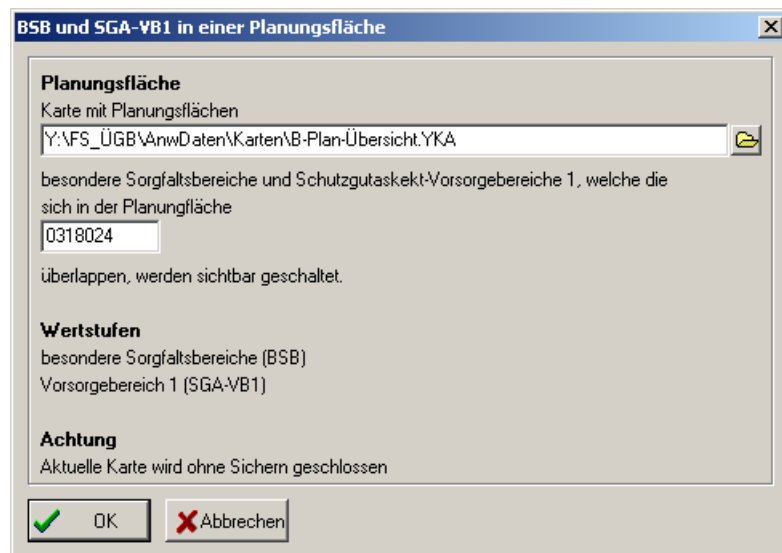 BSB und SGA-VB1 in einer Planungsfläche
Planungsfläche
Karte mit Planungsflächen
Y:\FS_ÜGB\AnwDaten\Karten\B-Plan-Übersicht.YKA
besondere Sorgfaltsbereiche und Schutzgutaskekt-Vorsorgebereiche 1, welche die
sich in der Planungfläche
0318024
überlappen, werden sichtbar geschaltet.
Wertstufen
besondere Sorgfaltsbereiche (BSB)
Vorsorgebereich 1 (SGA-VB1)
Achtung
Aktuelle Karte wird ohne Sichern geschlossen
OK
Abbrechen